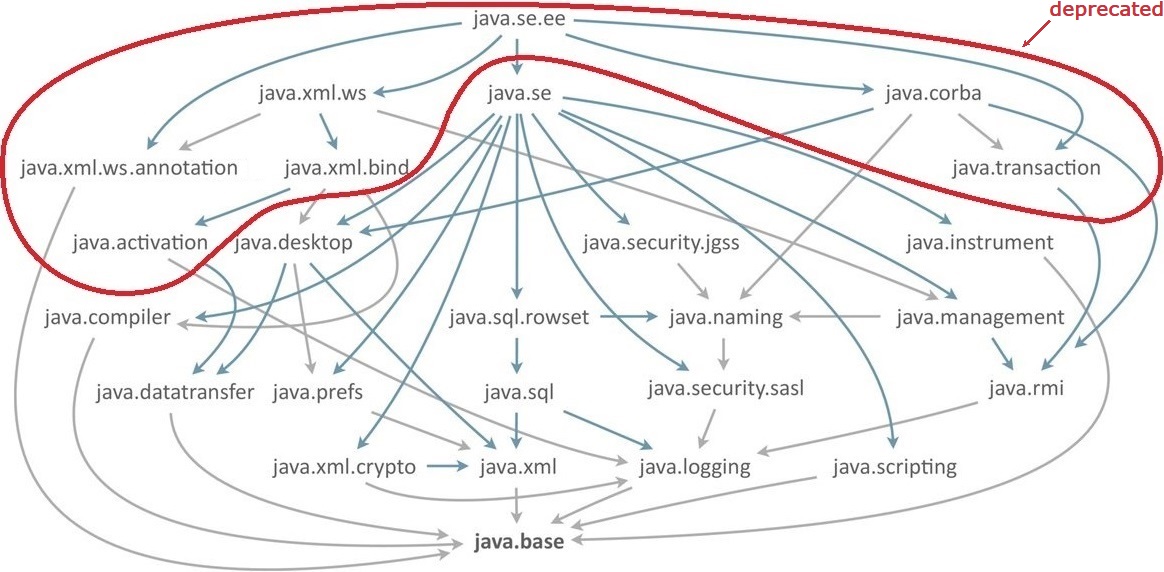 deprecated
java.se.ee
java.xml.ws
java.se
java.corba
java.xml.ws.annotation
java.xml.bind
java.transaction
java.activation
java.desktop
java.security.jgss
java.instrument
java.compiler
java.sql.rowset
java.naming
java.management
java.datatransfer
java.prefs
java.sql
java.security.sasl
java.rmi
java.xml.crypto
java.xml
java.logging
java.scripting
java.base